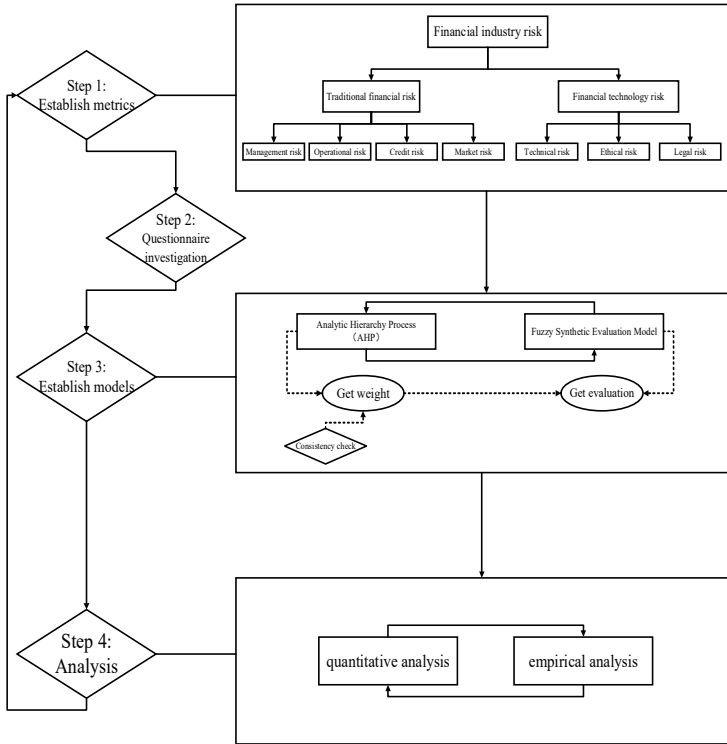 Financial industry risk
Step 1:
Establish metrics
Traditional financial risk
Financial technology risk
Management risk
Operational risk
Credit risk
Market risk
Technical risk
Ethical risk
Legal risk
Step 2:
Questionnaire
investigation
Analytic Hierarchy Process
（AHP）
Fuzzy Synthetic Evaluation Model
Step 3:
Establish models
Get weight
Get evaluation
Consistency check
Step 4:
Analysis
quantitative analysis
empirical analysis